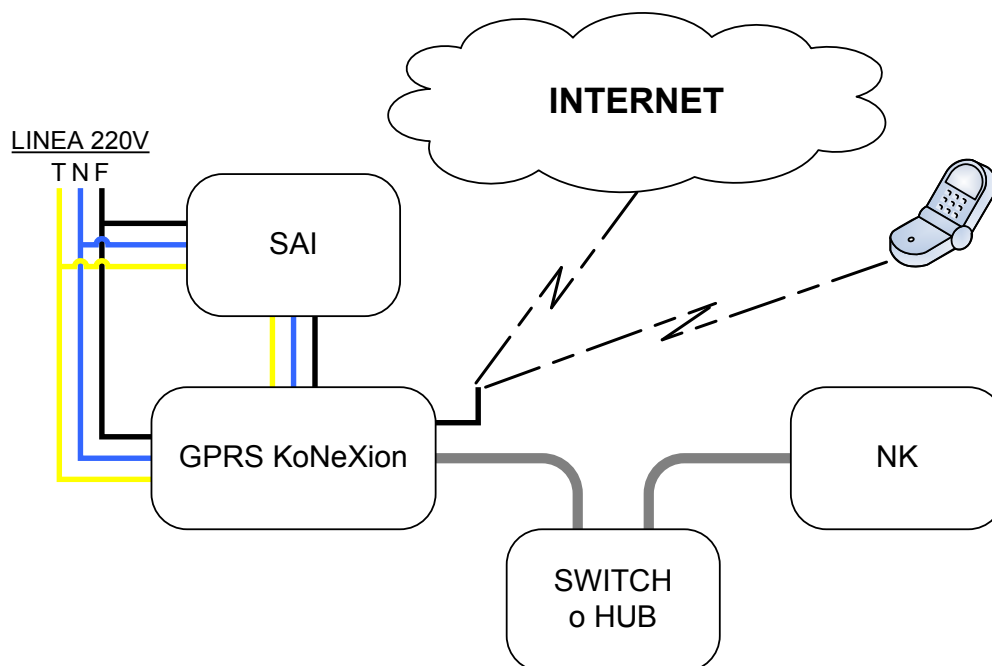 INTERNET
LINEA 220V
T N F
SAI
GPRS KoNeXion
NK
SWITCH
o HUB